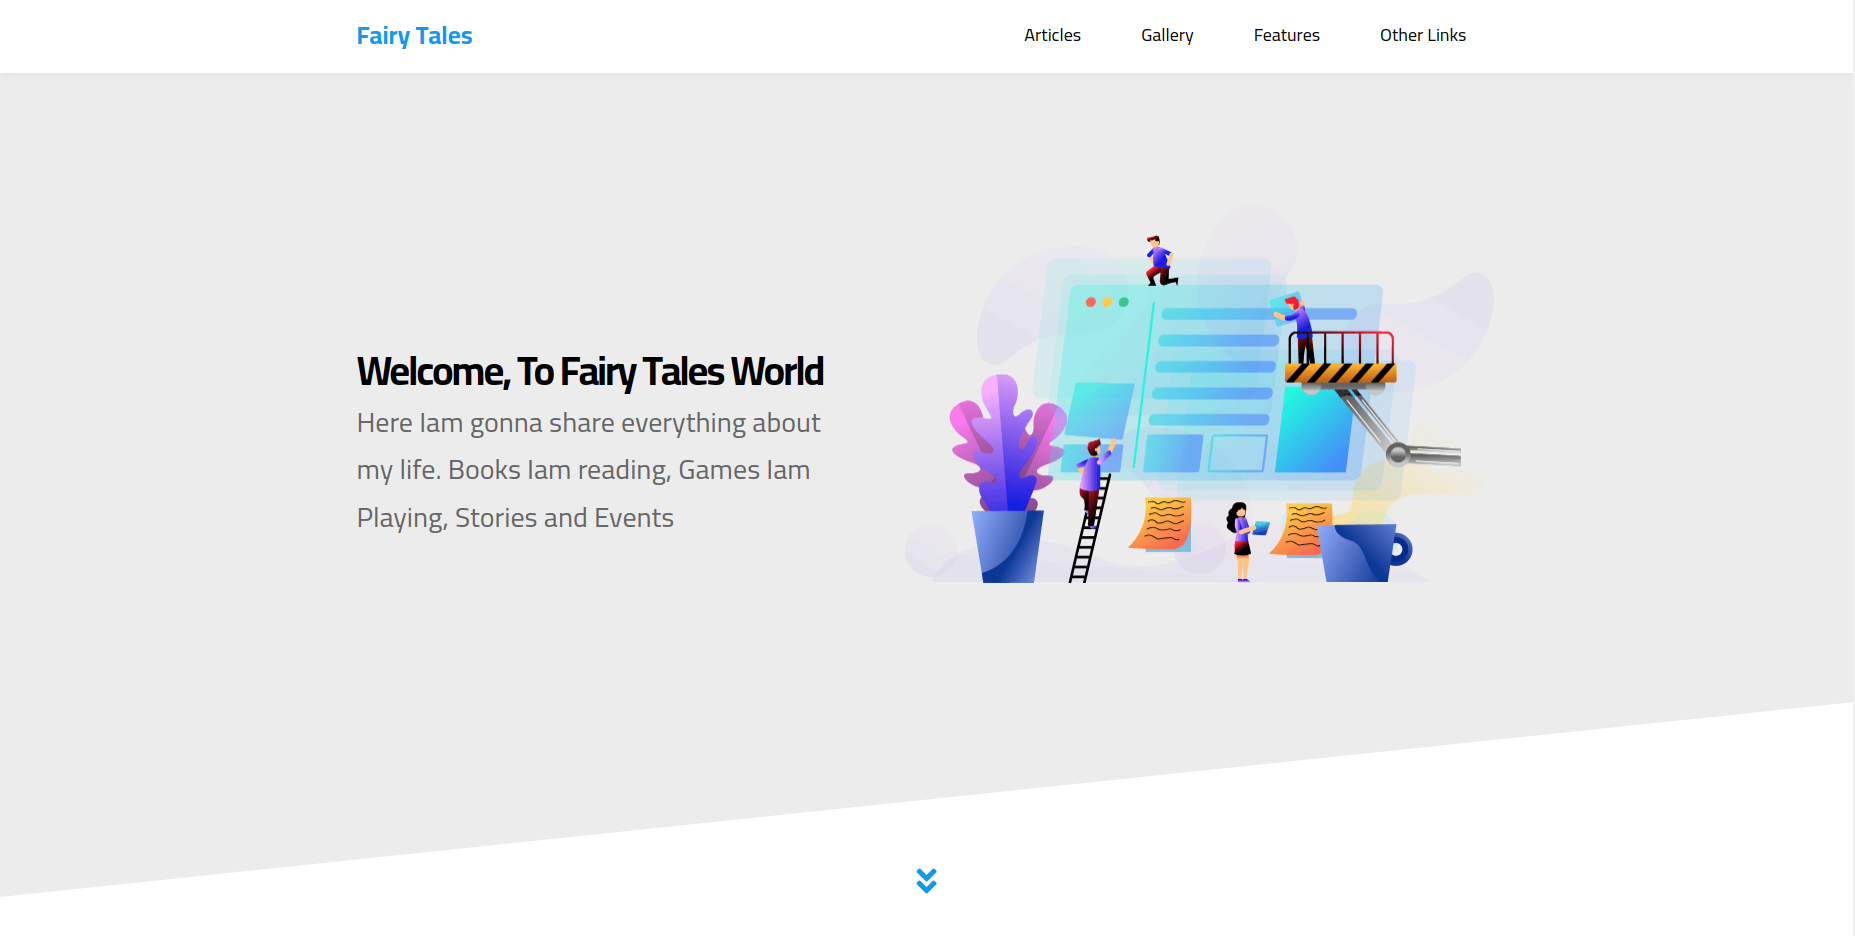 Fairy Tales
Articles
Gallery
Features
Other Links
Welcome, To Fairy Tales World
Here Iam gonna share everything about
my life. Books Iam reading, Games Iam
Playing, Stories and Events